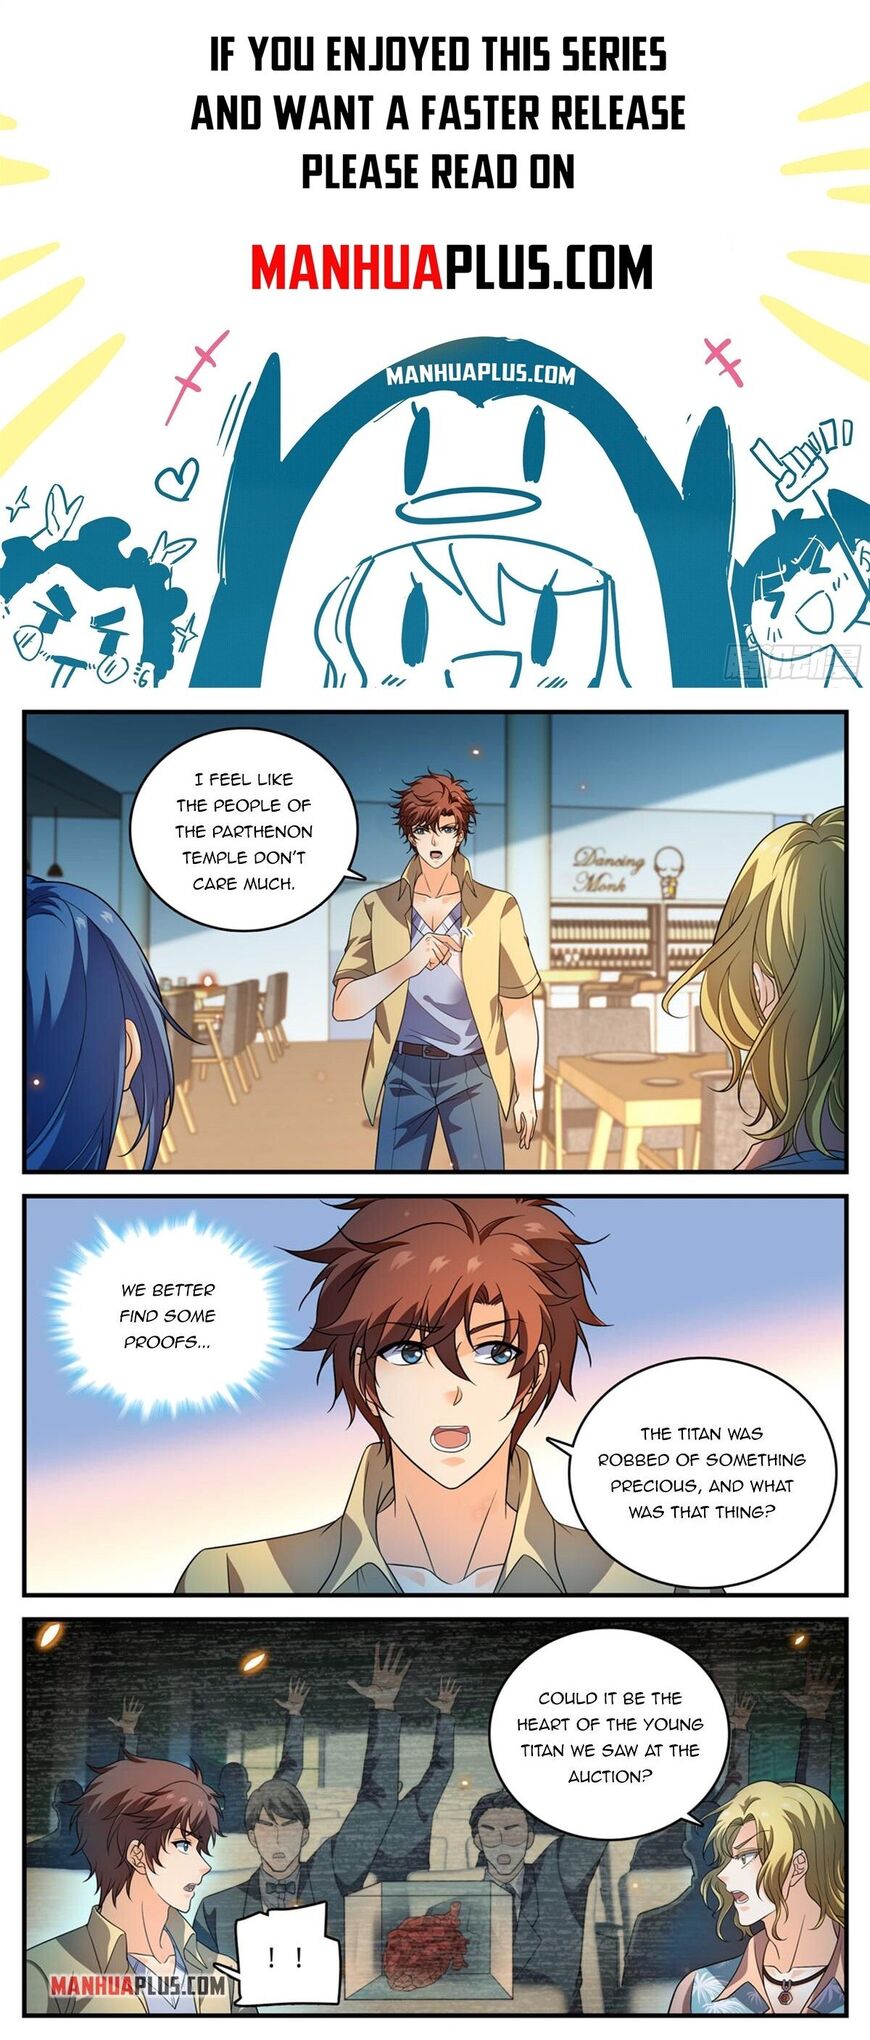 IF YOU ENJOYED THIS SERIES
AND WANT A FASTER RELEASE
PLEASE READ ON
MANHUAPLUS.COM
MANHUAPLUS.COM
I FEEL LIKE
THE PEOPLE OF
THE PARTHENON
TEMPLE DON'T
CARE MUCH.
Dancing
Monk
WE BETTER
FIND SOME
PROOFS...
THE TITAN WAS
ROBBED OF SOMETHING
PRECIOUS, AND WHAT
WAS THAT THING?
COULD IT BE THE
HEART OF THE YOUNG
TITAN WE SAW AT THE
AUCTION?
! !
MANHUAPLUS.COM